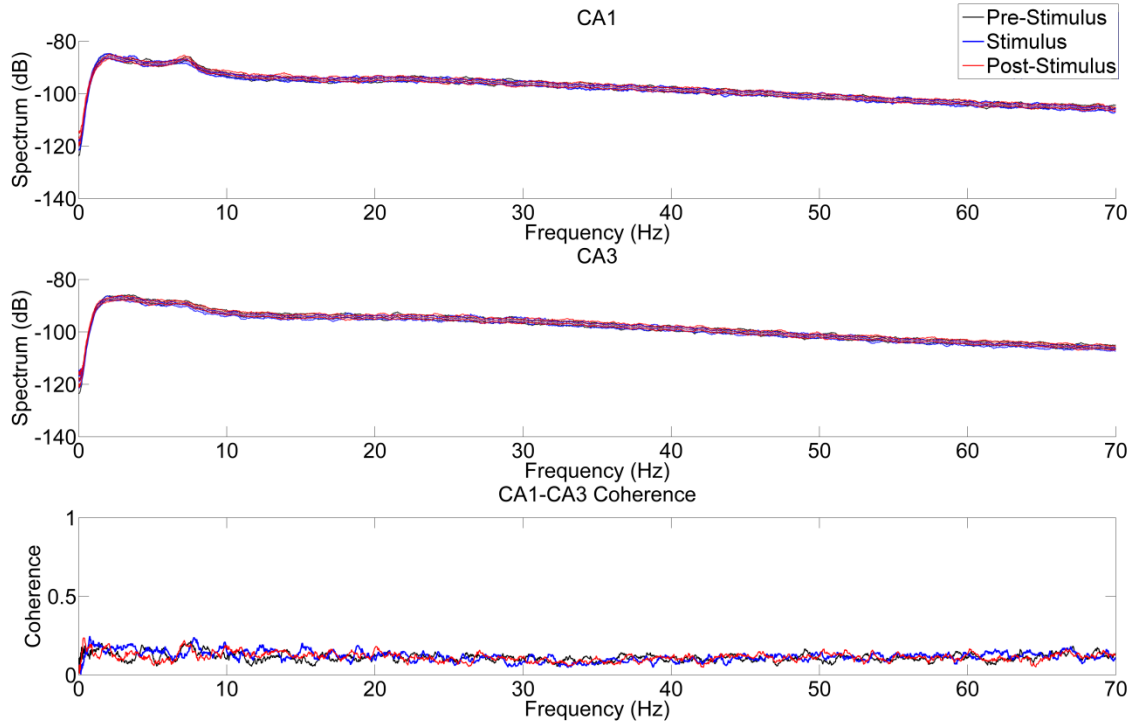 CA1
Pre-Stimulus
Stimulus
Post-Stimulus
Spectrum (dB)
-80
-100
-120
-140
0 10 20 30 40 50 60 70
Frequency (Hz)
CA3
Spectrum (dB)
-80
-100
-120
-140
0 10 20 30 40 50 60 70
Frequency (Hz)
CA1-CA3 Coherence
Coherence
1
0.5
0
0 10 20 30 40 50 60 70
Frequency (Hz)